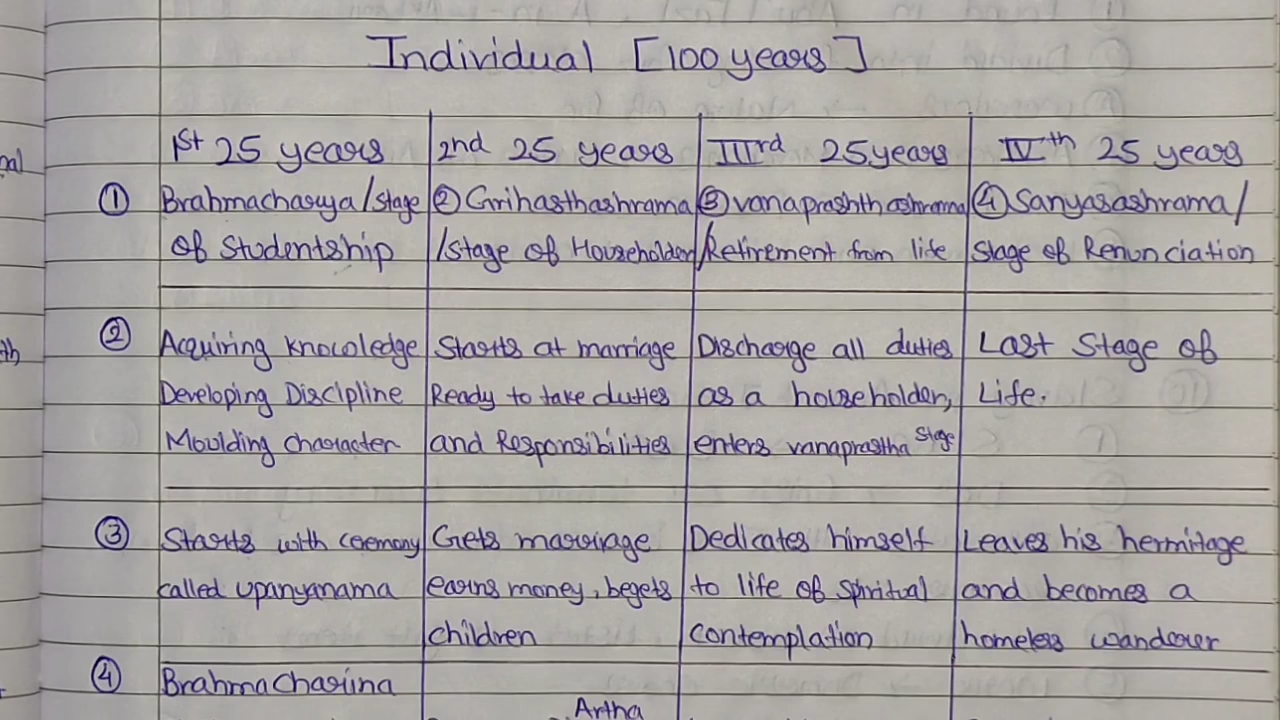 Individual [100 years]
1st 25 years 2nd 25 years IIIrd 25 years IVth 25 years
① Brahmacharya/Stage ② Grihasthashrama ③ vanaprashthashrama ④ Sanyasashrama/
of Studentship /Stage of Householder /Retirement from life Stage of Renunciation
② Acquiring knowledge Starts at marriage Discharge all duties Last Stage of
Developing Discipline Ready to take duties as a householder, Life.
Moulding character and Responsibilities enters vanaprastha Stage
③ Starts with ceremony Gets marriage Dedicates himself Leaves his hermitage
called upanyanama earns money, begets to life of Spiritual and becomes a
children contemplation homeless wanderer
④ Brahmachariina
Artha